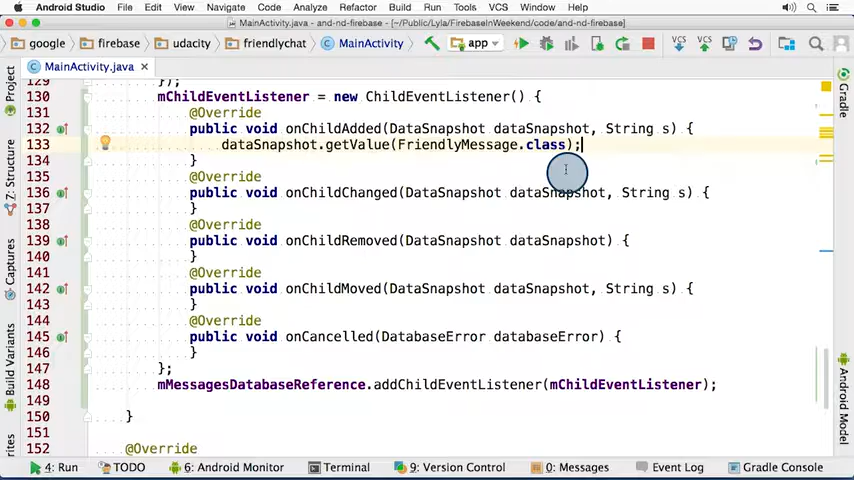 Android Studio File Edit View Navigate Code Analyze Refactor Build Run Tools VCS Window Help
MainActivity.java - and-nd-firebase - [~/Public/Lyla/FirebaseInWeekend/code/and-nd-firebase]
google firebase udacity friendlychat MainActivity app VCS VCS
MainActivity.java
129 });
130 mChildEventListener = new ChildEventListener() {
131 @Override
132 public void onChildAdded(DataSnapshot dataSnapshot, String s) {
133 dataSnapshot.getValue(FriendlyMessage.class);
134 }
135 @Override
136 public void onChildChanged(DataSnapshot dataSnapshot, String s) {
137 }
138 @Override
139 public void onChildRemoved(DataSnapshot dataSnapshot) {
140 }
141 @Override
142 public void onChildMoved(DataSnapshot dataSnapshot, String s) {
143 }
144 @Override
145 public void onCancelled(DatabaseError databaseError) {
146 }
147 };
148 mMessagesDatabaseReference.addChildEventListener(mChildEventListener);
149
150 }
151
152 @Override
Project
Structure
Captures
Build Variants
Gradle
Android Model
4: Run TODO 6: Android Monitor Terminal 9: Version Control 0: Messages Event Log Gradle Console